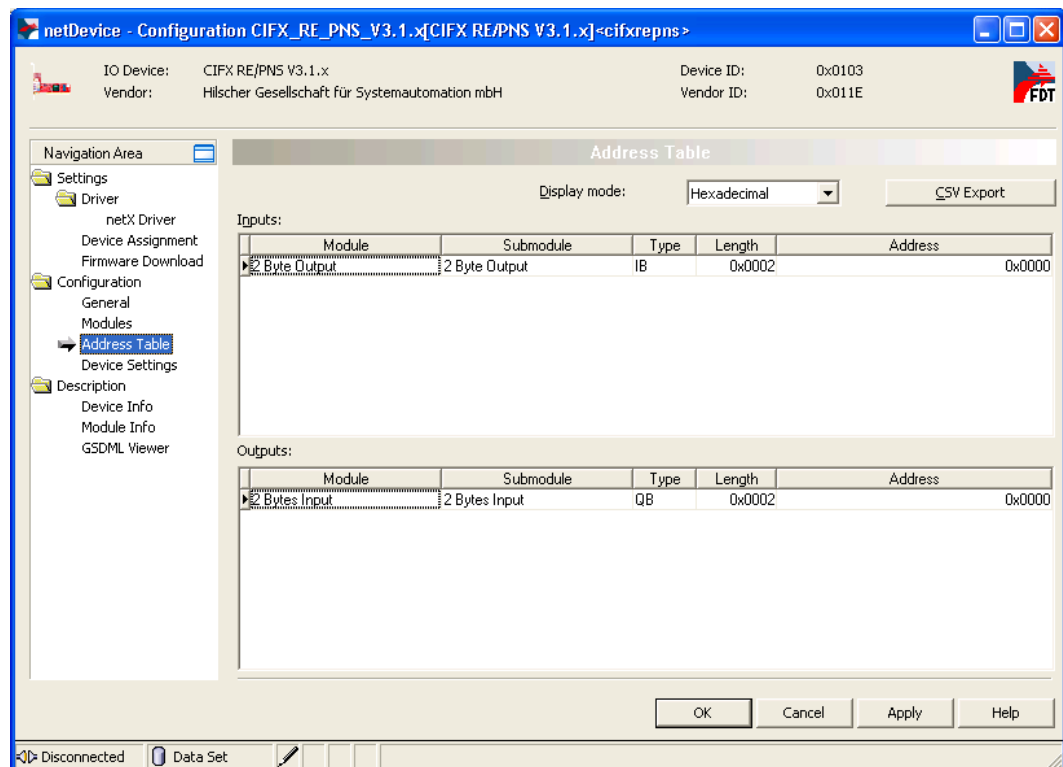 netDevice - Configuration CIFX_RE_PNS_V3.1.x[CIFX RE/PNS V3.1.x]<cifxrepns>
IO Device: CIFX RE/PNS V3.1.x Device ID: 0x0103
Vendor: Hilscher Gesellschaft für Systemautomation mbH Vendor ID: 0x011E
FDT
Navigation Area
Settings
Driver
netX Driver
Device Assignment
Firmware Download
Configuration
General
Modules
Address Table
Device Settings
Description
Device Info
Module Info
GSDML Viewer
Address Table
Display mode: Hexadecimal CSV Export
Inputs:
Module Submodule Type Length Address
2 Byte Output 2 Byte Output IB 0x0002 0x0000
Outputs:
Module Submodule Type Length Address
2 Bytes Input 2 Bytes Input QB 0x0002 0x0000
OK Cancel Apply Help
Disconnected Data Set